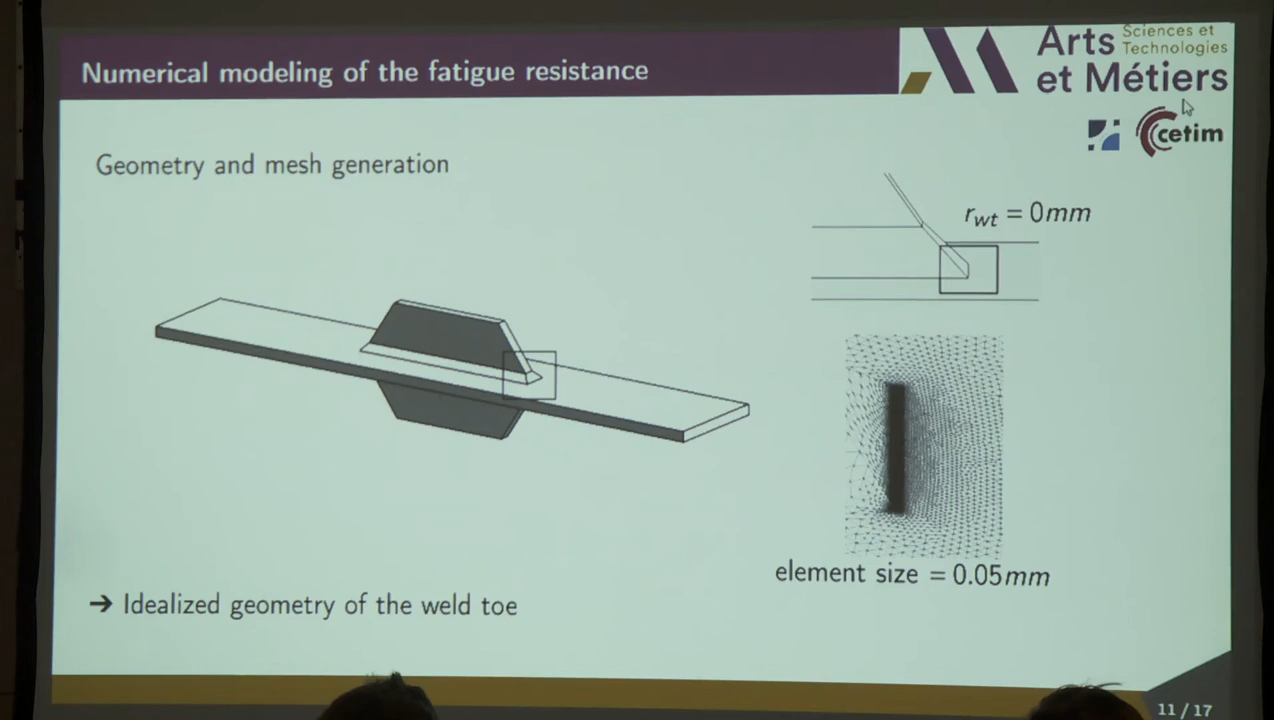 Numerical modeling of the fatigue resistance
Arts
et Métiers
Sciences et
Technologies
cetim
Geometry and mesh generation
r_wt = 0mm
element size = 0.05mm
➔ Idealized geometry of the weld toe
11 / 17